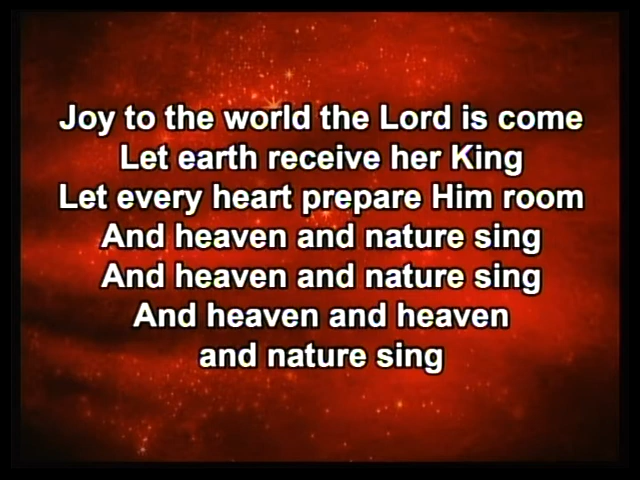 Joy to the world the Lord is come
Let earth receive her King
Let every heart prepare Him room
And heaven and nature sing
And heaven and nature sing
And heaven and heaven
and nature sing